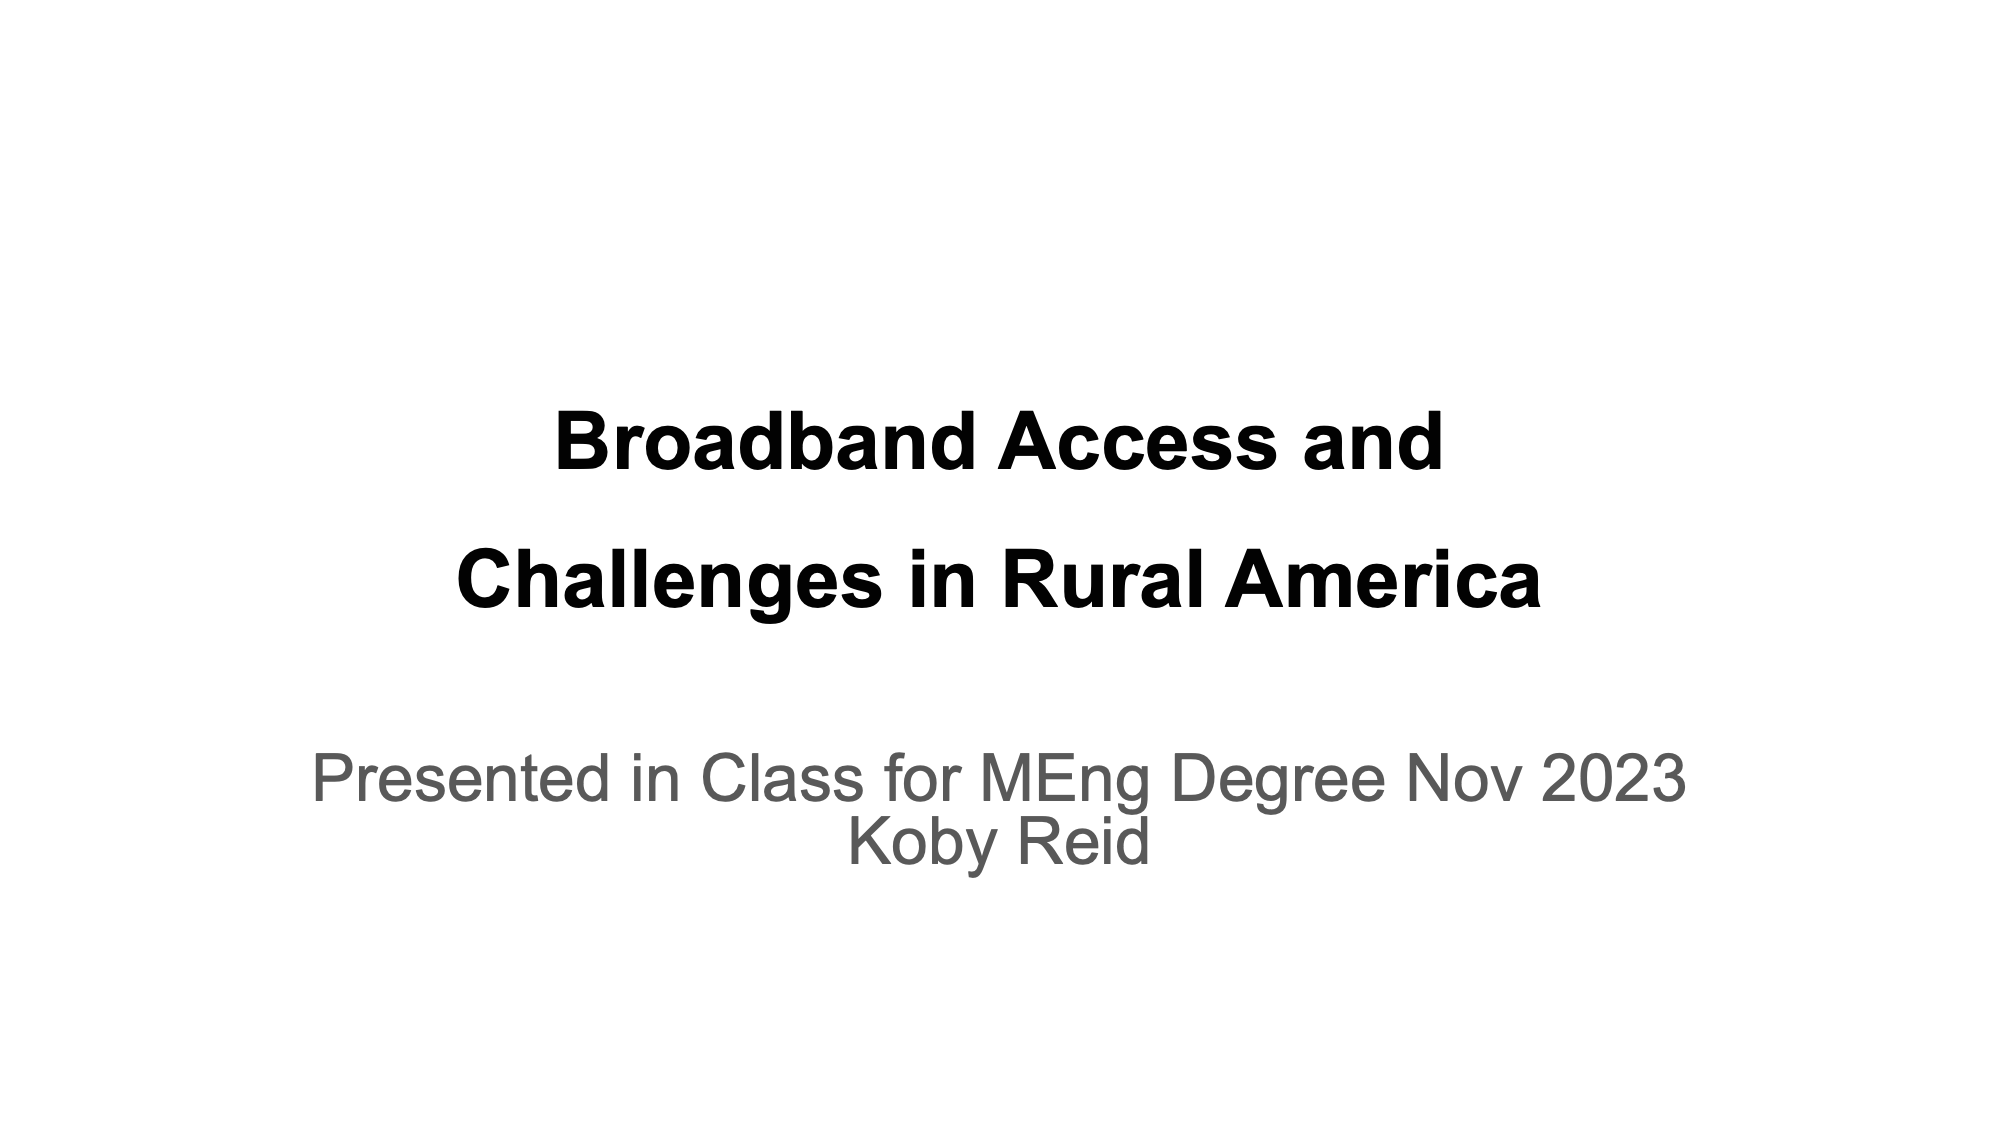 Broadband Access and
Challenges in Rural America
Presented in Class for MEng Degree Nov 2023
Koby Reid